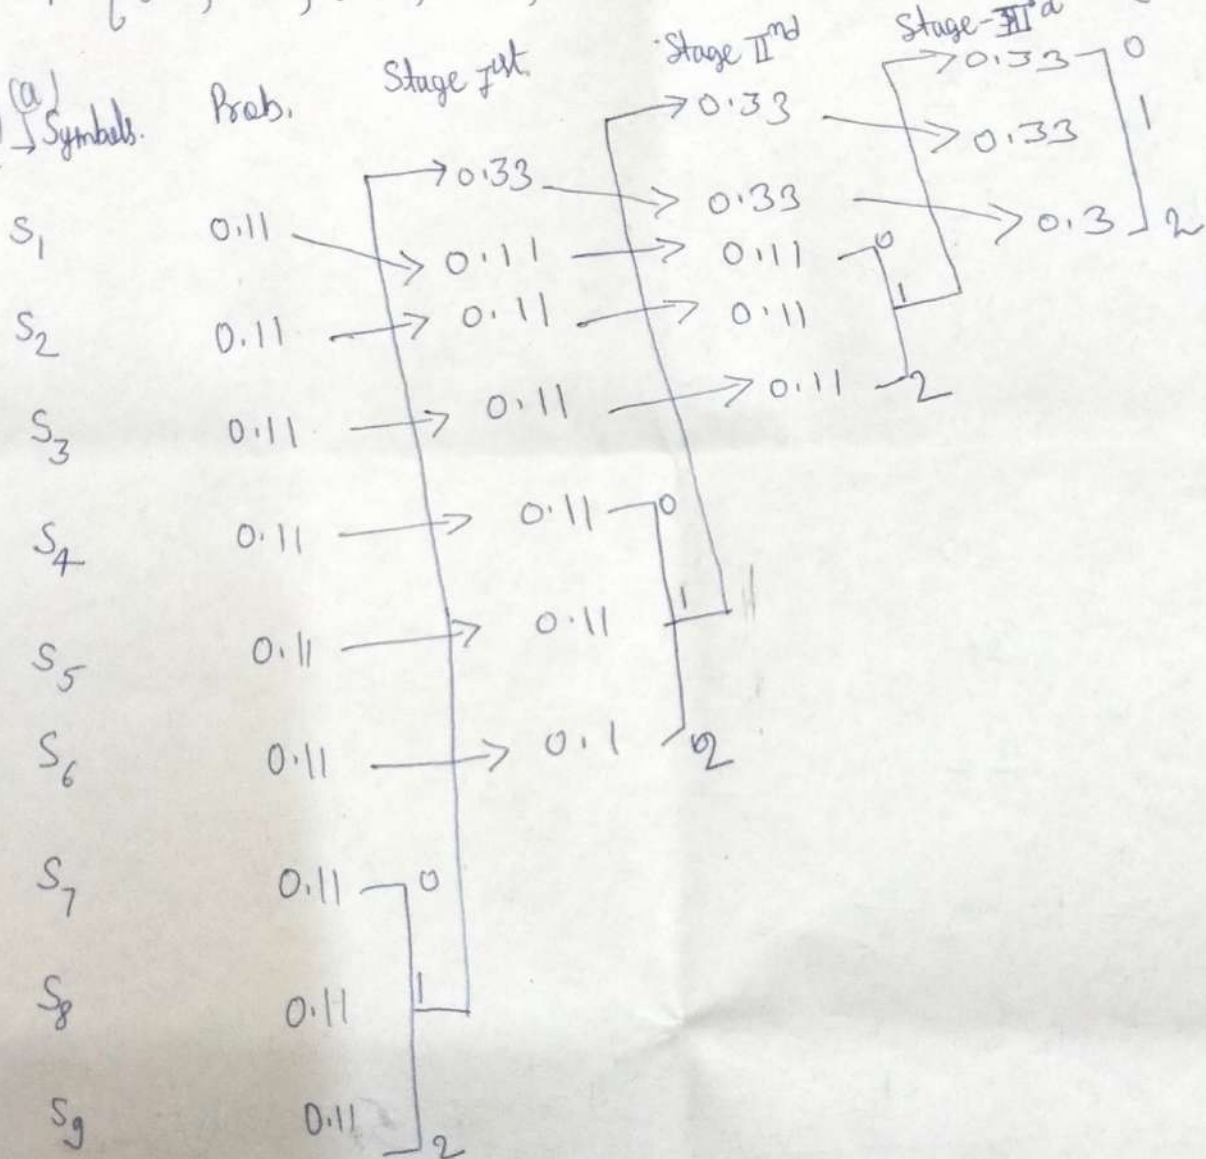 (a) Symbols. Prob. Stage Ist. Stage IInd Stage-IIId
0.33 0
0.33 1
0.33 0.33
S1 0.11 0.11 0.33 0.3 2
0.11 0
S2 0.11 0.11 0.11 1
S3 0.11 0.11 0.11 2
S4 0.11 0.11 0
S5 0.11 0.11 1
S6 0.11 0.1 2
S7 0.11 0
S8 0.11 1
S9 0.11 2